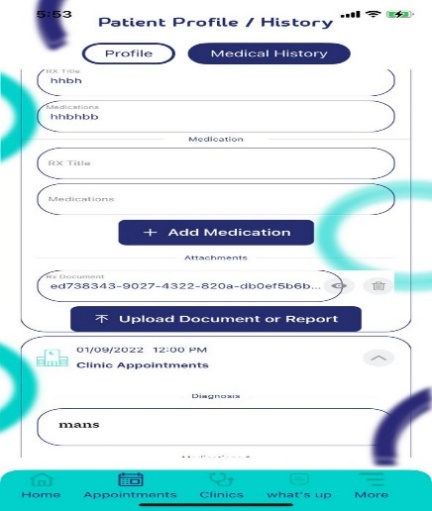 5:53
Patient Profile / History
Profile
Medical History
RX Title
hhbh
Medications
hhbhbb
Medication
RX Title
Medications
+ Add Medication
Attachments
Rx Document
ed738343-9027-4322-820a-db0ef5b6b...
Upload Document or Report
01/09/2022 12:00 PM
Clinic Appointments
Diagnosis
mans
Home Appointments Clinics what's up More